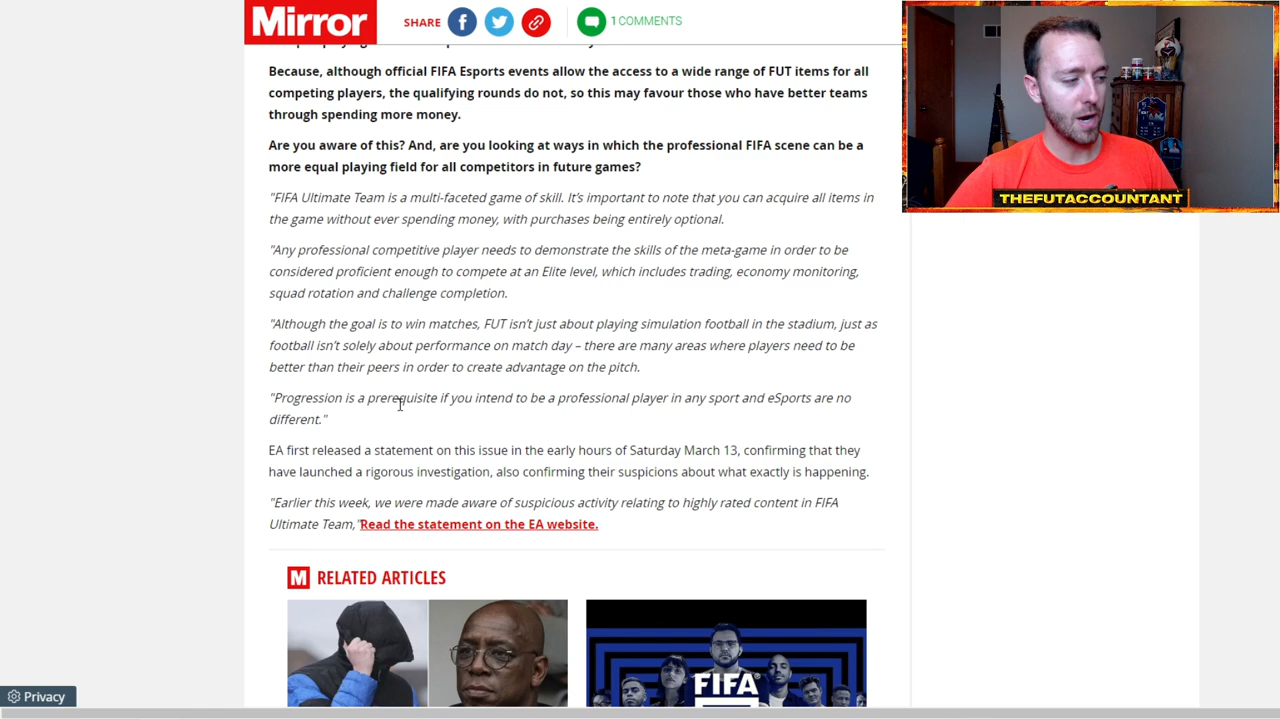 Mirror
SHARE
1 COMMENTS
Because, although official FIFA Esports events allow the access to a wide range of FUT items for all
competing players, the qualifying rounds do not, so this may favour those who have better teams
through spending more money.
Are you aware of this? And, are you looking at ways in which the professional FIFA scene can be a
more equal playing field for all competitors in future games?
"FIFA Ultimate Team is a multi-faceted game of skill. It's important to note that you can acquire all items in
the game without ever spending money, with purchases being entirely optional.
"Any professional competitive player needs to demonstrate the skills of the meta-game in order to be
considered proficient enough to compete at an Elite level, which includes trading, economy monitoring,
squad rotation and challenge completion.
"Although the goal is to win matches, FUT isn't just about playing simulation football in the stadium, just as
football isn't solely about performance on match day – there are many areas where players need to be
better than their peers in order to create advantage on the pitch.
"Progression is a prerequisite if you intend to be a professional player in any sport and eSports are no
different."
EA first released a statement on this issue in the early hours of Saturday March 13, confirming that they
have launched a rigorous investigation, also confirming their suspicions about what exactly is happening.
"Earlier this week, we were made aware of suspicious activity relating to highly rated content in FIFA
Ultimate Team,"Read the statement on the EA website.
M RELATED ARTICLES
FIFA
Privacy
THEFUTACCOUNTANT